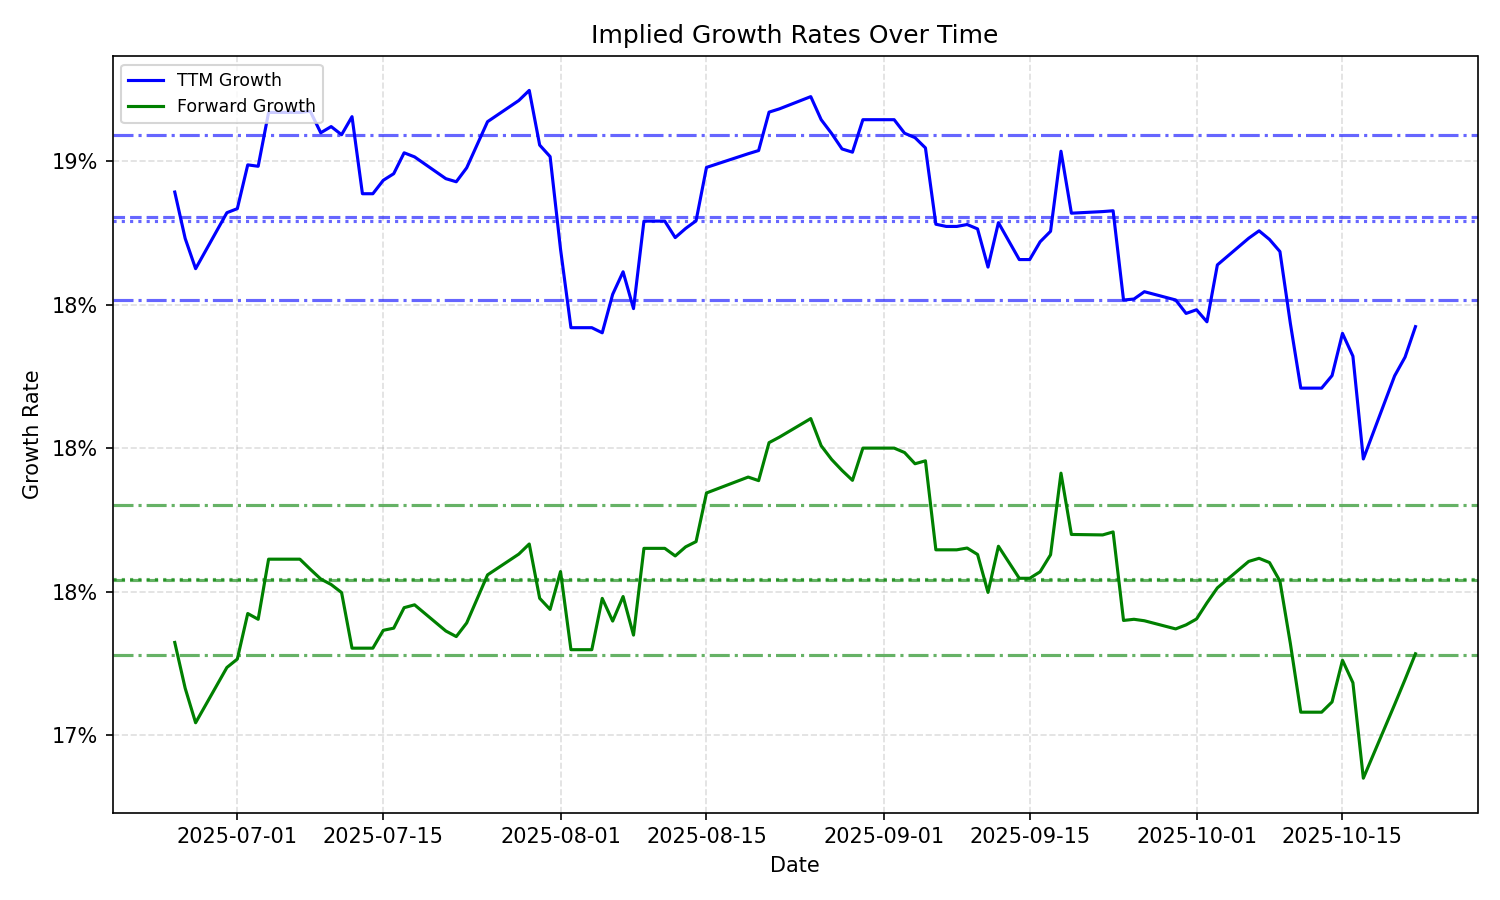 Implied Growth Rates Over Time
TTM Growth
Forward Growth
19%
18%
18%
18%
17%
Growth Rate
2025-07-01 2025-07-15 2025-08-01 2025-08-15 2025-09-01 2025-09-15 2025-10-01 2025-10-15
Date